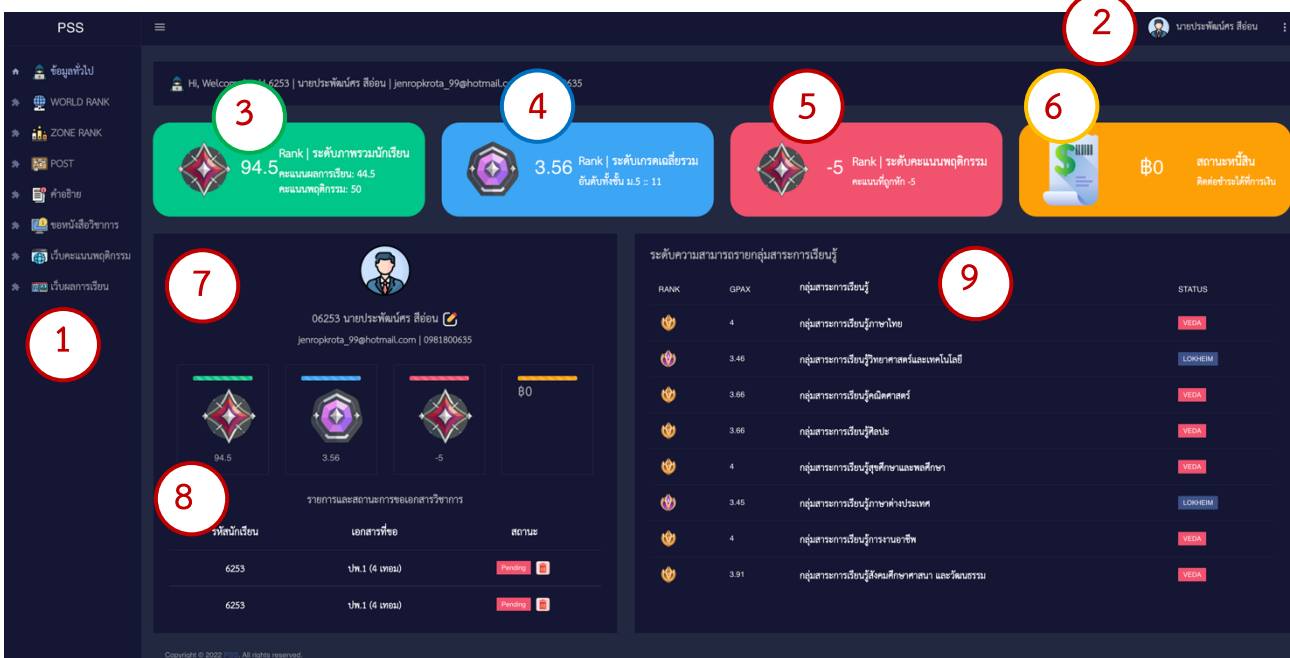 PSS
2
นายประพัฒน์ศร สีอ่อน
ข้อมูลทั่วไป
WORLD RANK
ZONE RANK
POST
คำอธิบาย
ขอหนังสือวิชาการ
เว็บคะแนนพฤติกรรม
เว็บผลการเรียน
1
Hi, 6253 | นายประพัฒน์ศร สีอ่อน | jenropkrota_99@hotmail.c 635
3
94.5
Rank | ระดับภาพรวมนักเรียน
คะแนนผลการเรียน: 44.5
คะแนนพฤติกรรม: 50
4
3.56
Rank | ระดับเกรดเฉลี่ยรวม
อันดับทั้งชั้น ม.5 :: 11
5
-5
Rank | ระดับคะแนนพฤติกรรม
คะแนนที่ถูกหัก -5
6
฿0
สถานะหนี้สิน
ติดต่อชำระได้ที่การเงิน
7
06253 นายประพัฒน์ศร สีอ่อน
jenropkrota_99@hotmail.com | 0981800635
94.5
3.56
-5
฿0
8
รายการและสถานะการขอเอกสารวิชาการ
รหัสนักเรียน เอกสารที่ขอ สถานะ
6253 ปพ.1 (4 เทอม) Pending
6253 ปพ.1 (4 เทอม) Pending
ระดับความสามารถรายกลุ่มสาระการเรียนรู้
9
RANK GPAX กลุ่มสาระการเรียนรู้ STATUS
4 กลุ่มสาระการเรียนรู้ภาษาไทย VEDA
3.46 กลุ่มสาระการเรียนรู้วิทยาศาสตร์และเทคโนโลยี LOKHEIM
3.66 กลุ่มสาระการเรียนรู้คณิตศาสตร์ VEDA
3.66 กลุ่มสาระการเรียนรู้ศิลปะ VEDA
4 กลุ่มสาระการเรียนรู้สุขศึกษาและพลศึกษา VEDA
3.45 กลุ่มสาระการเรียนรู้ภาษาต่างประเทศ LOKHEIM
4 กลุ่มสาระการเรียนรู้การงานอาชีพ VEDA
3.91 กลุ่มสาระการเรียนรู้สังคมศึกษาศาสนา และวัฒนธรรม VEDA
Copyright © 2022 PSS. All rights reserved.